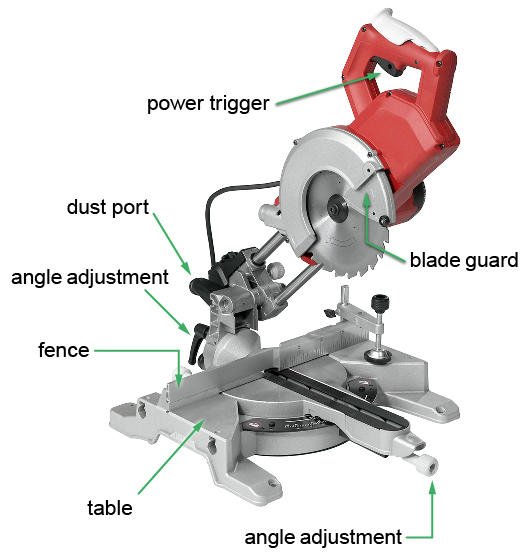 power trigger
dust port
blade guard
angle adjustment
fence
table
angle adjustment